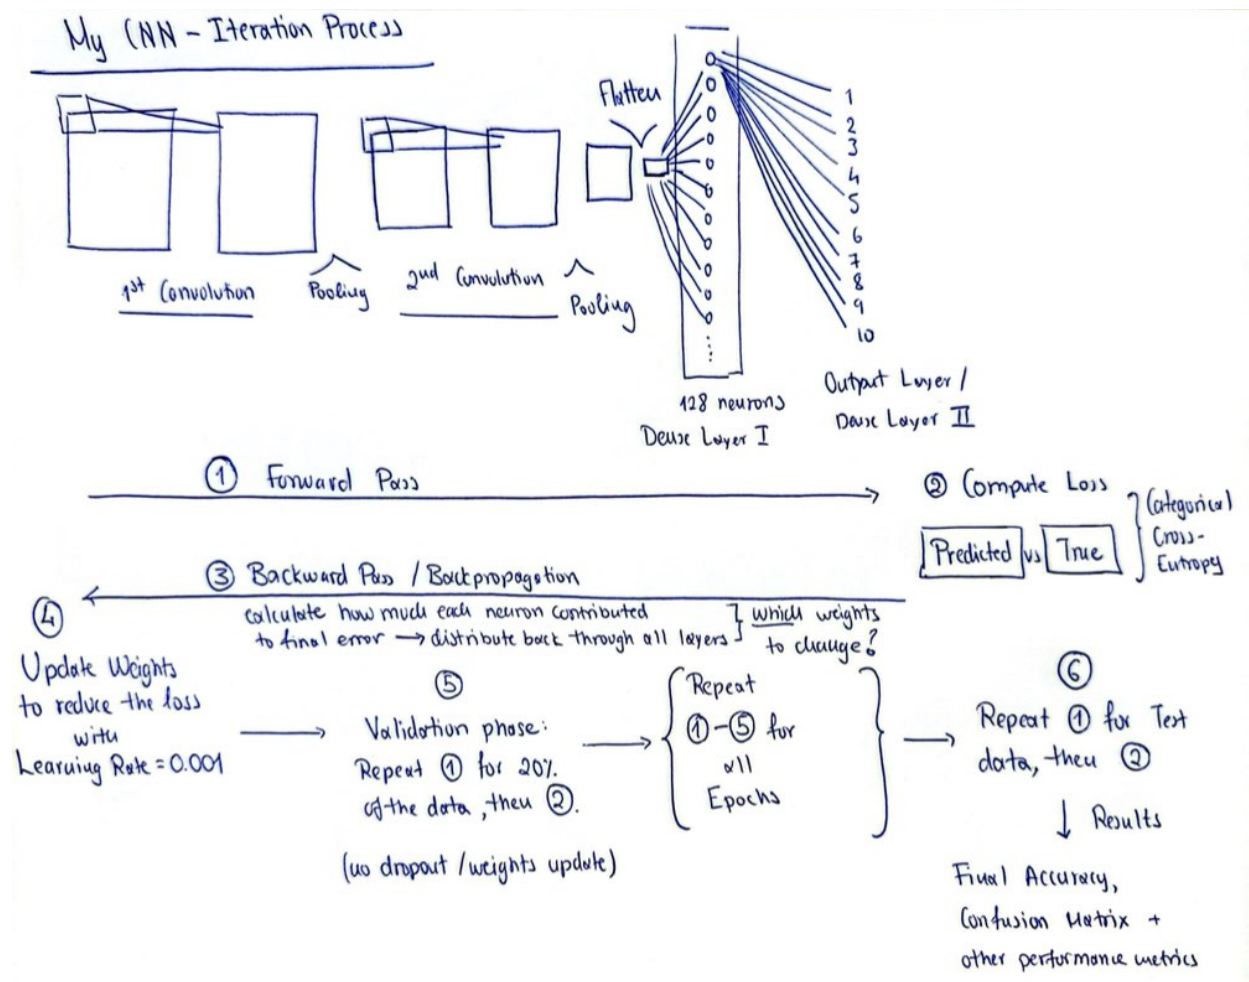 My CNN - Iteration Process
Flatten
1
2
3
4
5
6
7
8
9
10
1st Convolution
Pooling
2nd Convolution
Pooling
128 neurons
Dense Layer I
Output Layer /
Dense Layer II
① Forward Pass
② Compute Loss
Predicted vs True
Categorical
Cross-
Entropy
③ Backward Pass / Backpropagation
calculate how much each neuron contributed
to final error → distribute back through all layers
which weights
to change?
④
Update Weights
to reduce the loss
with
Learning Rate = 0.001
⑤
Validation phase:
Repeat ① for 20%
of the data, then ②.
(no dropout / weights update)
Repeat
① - ⑤ for
all
Epochs
⑥
Repeat ① for Test
data, then ②
↓ Results
Final Accuracy,
Confusion Matrix +
other performance metrics